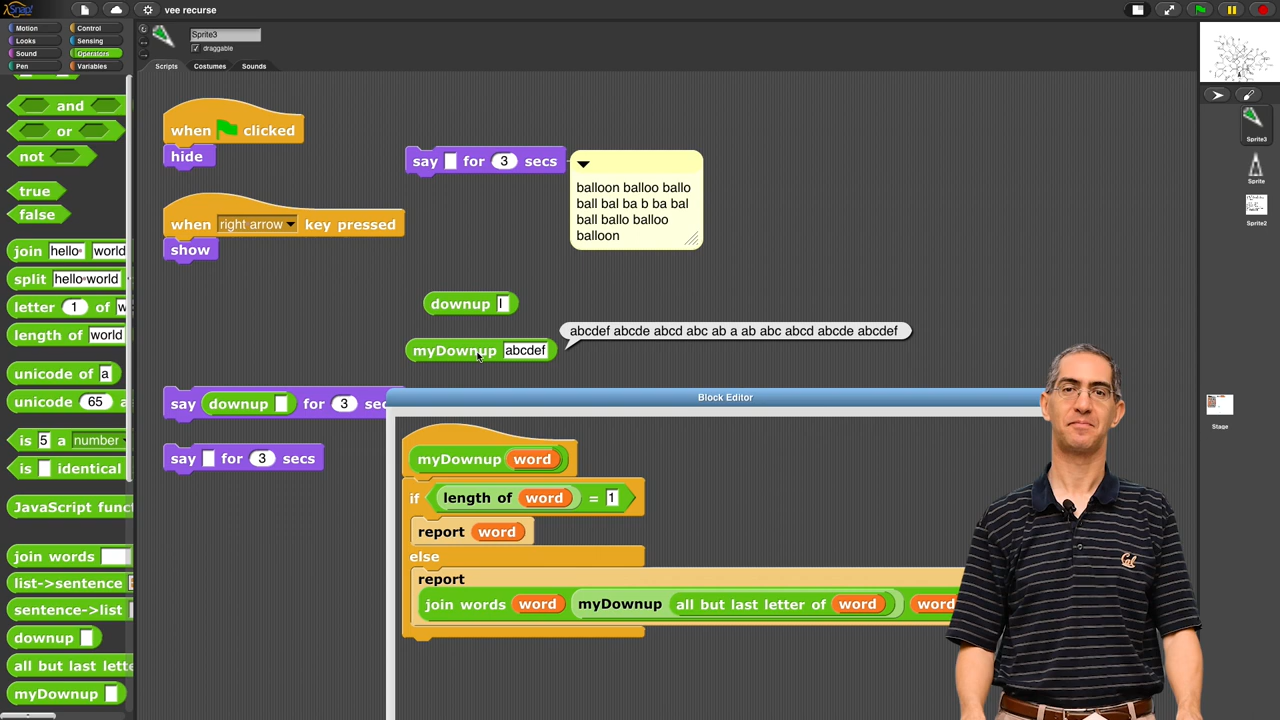 Snap!
vee recurse
Motion
Control
Looks
Sensing
Sound
Operators
Pen
Variables
Sprite3
draggable
Scripts
Costumes
Sounds
and
or
not
true
false
join hello world
split hello world
letter 1 of w
length of world
unicode of a
unicode 65 a
is 5 a number
is identical
JavaScript func
join words
list->sentence
sentence->list
downup
all but last lette
myDownup
when clicked
hide
when right arrow key pressed
show
say for 3 secs
balloon balloo ballo
ball bal ba b ba bal
ball ballo balloo
balloon
downup l
myDownup abcdef
abcdef abcde abcd abc ab a ab abc abcd abcde abcdef
say downup for 3 sec
say for 3 secs
Block Editor
myDownup word
if length of word = 1
report word
else
report
join words word myDownup all but last letter of word word
Cal
Sprite3
Sprite
Sprite2
Stage